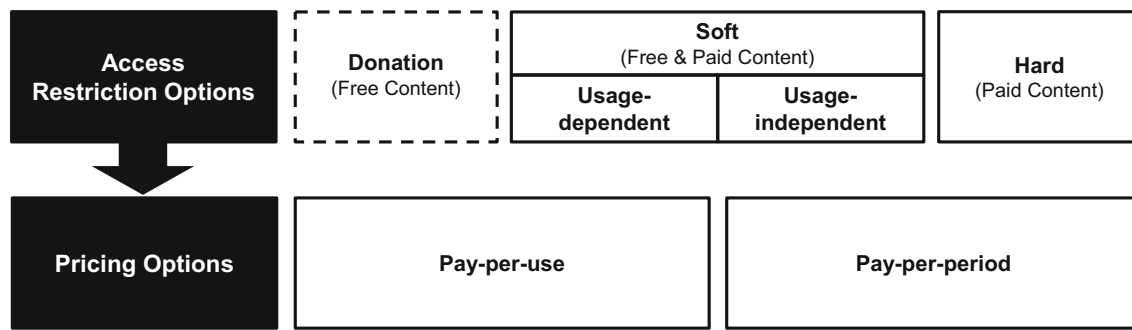 Access
Restriction Options
Donation
(Free Content)
Soft
(Free & Paid Content)
Usage-
dependent
Usage-
independent
Hard
(Paid Content)
Pricing Options
Pay-per-use
Pay-per-period